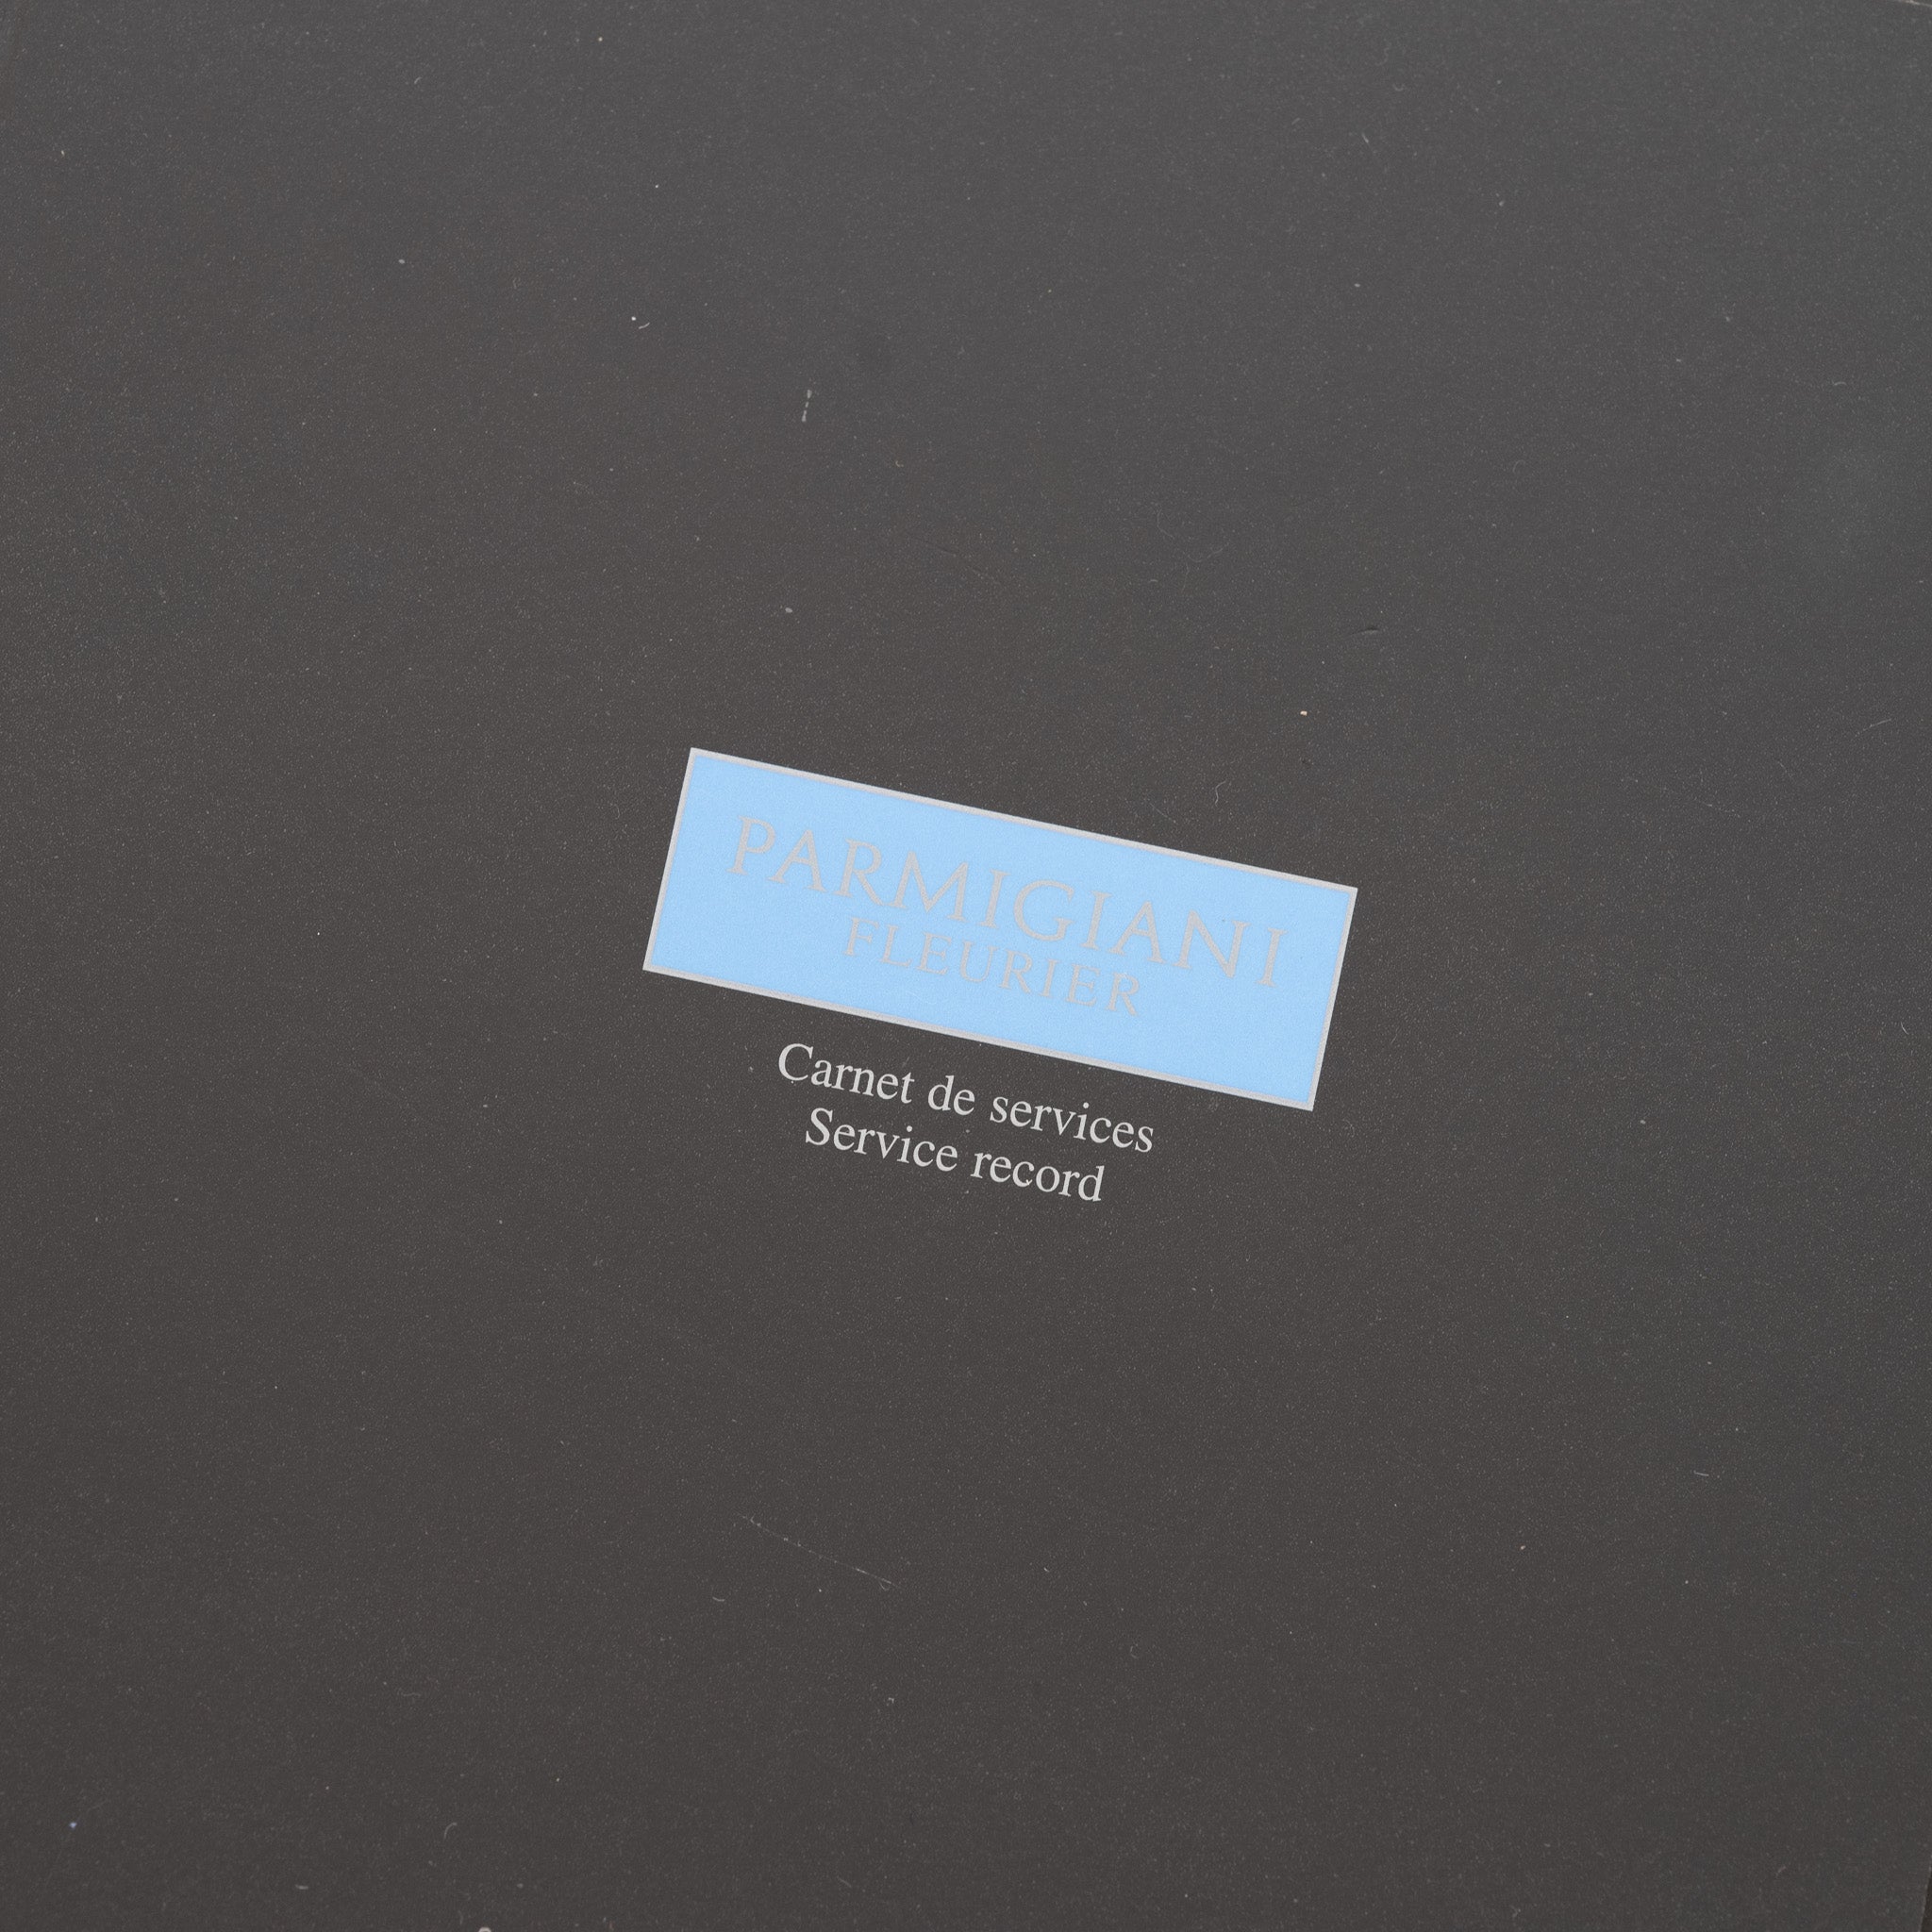 PARMIGIANI
FLEURIER
Carnet de services
Service record